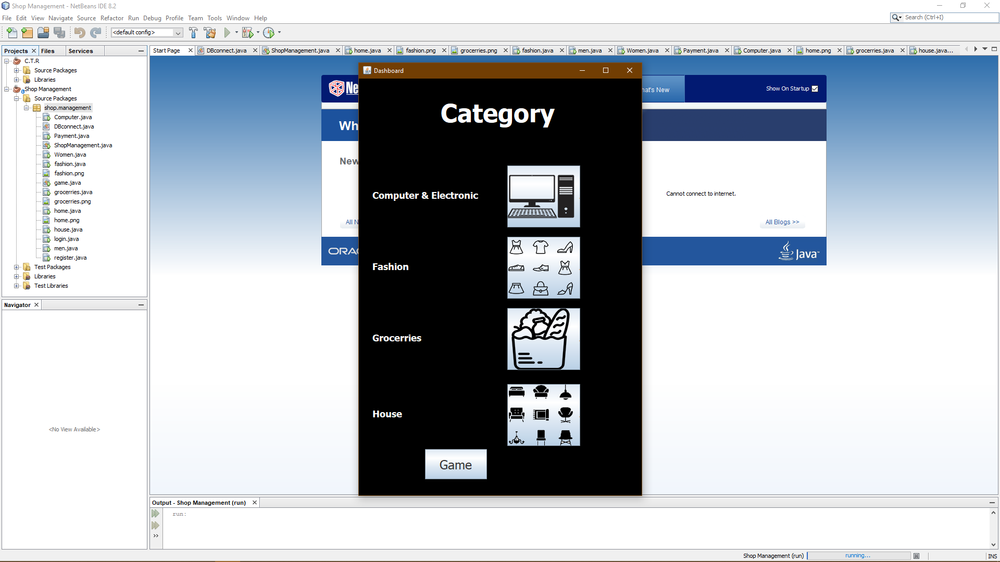 Shop Management - NetBeans IDE 8.2
File Edit View Navigate Source Refactor Run Debug Profile Team Tools Window Help
Search (Ctrl+I)
<default config>
Projects Files Services
Start Page DBconnect.java ShopManagement.java home.java fashion.png grocerries.png fashion.java men.java Women.java Payment.java Computer.java home.png grocerries.java house.java...
C.T.R
Source Packages
Libraries
Shop Management
Source Packages
shop.management
Computer.java
DBconnect.java
Payment.java
ShopManagement.java
Women.java
fashion.java
fashion.png
game.java
grocerries.java
grocerries.png
home.java
home.png
house.java
login.java
men.java
register.java
Test Packages
Libraries
Test Libraries
Navigator
<No View Available>
Ne
hat's New
Show On Startup
Wh
New
Cannot connect to internet.
All N
All Blogs >>
ORAC
Java
Dashboard
Category
Computer & Electronic
Fashion
Grocerries
House
Game
Output - Shop Management (run)
run:
Shop Management (run) running...
INS